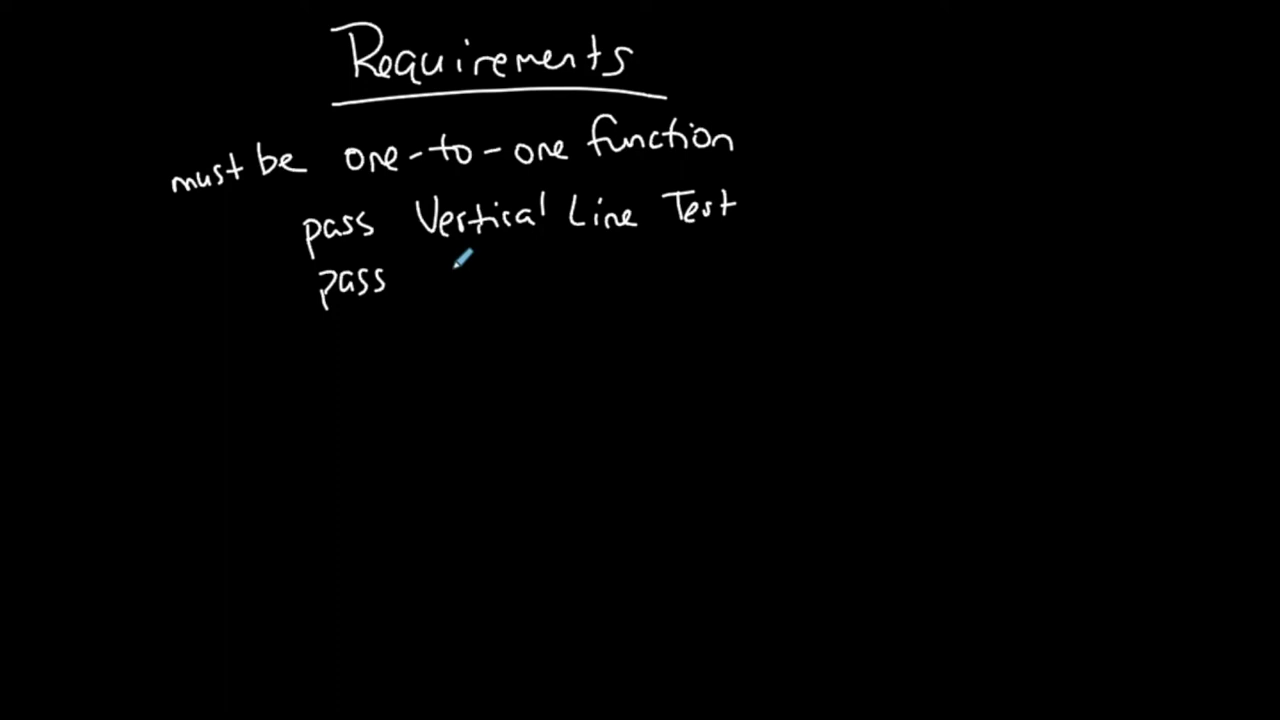 Requirements
must be one-to-one function
pass Vertical Line Test
pass